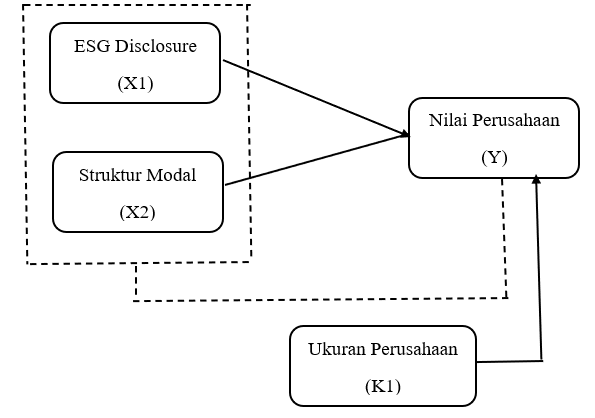 ESG Disclosure
(X1)
Struktur Modal
(X2)
Nilai Perusahaan
(Y)
Ukuran Perusahaan
(K1)